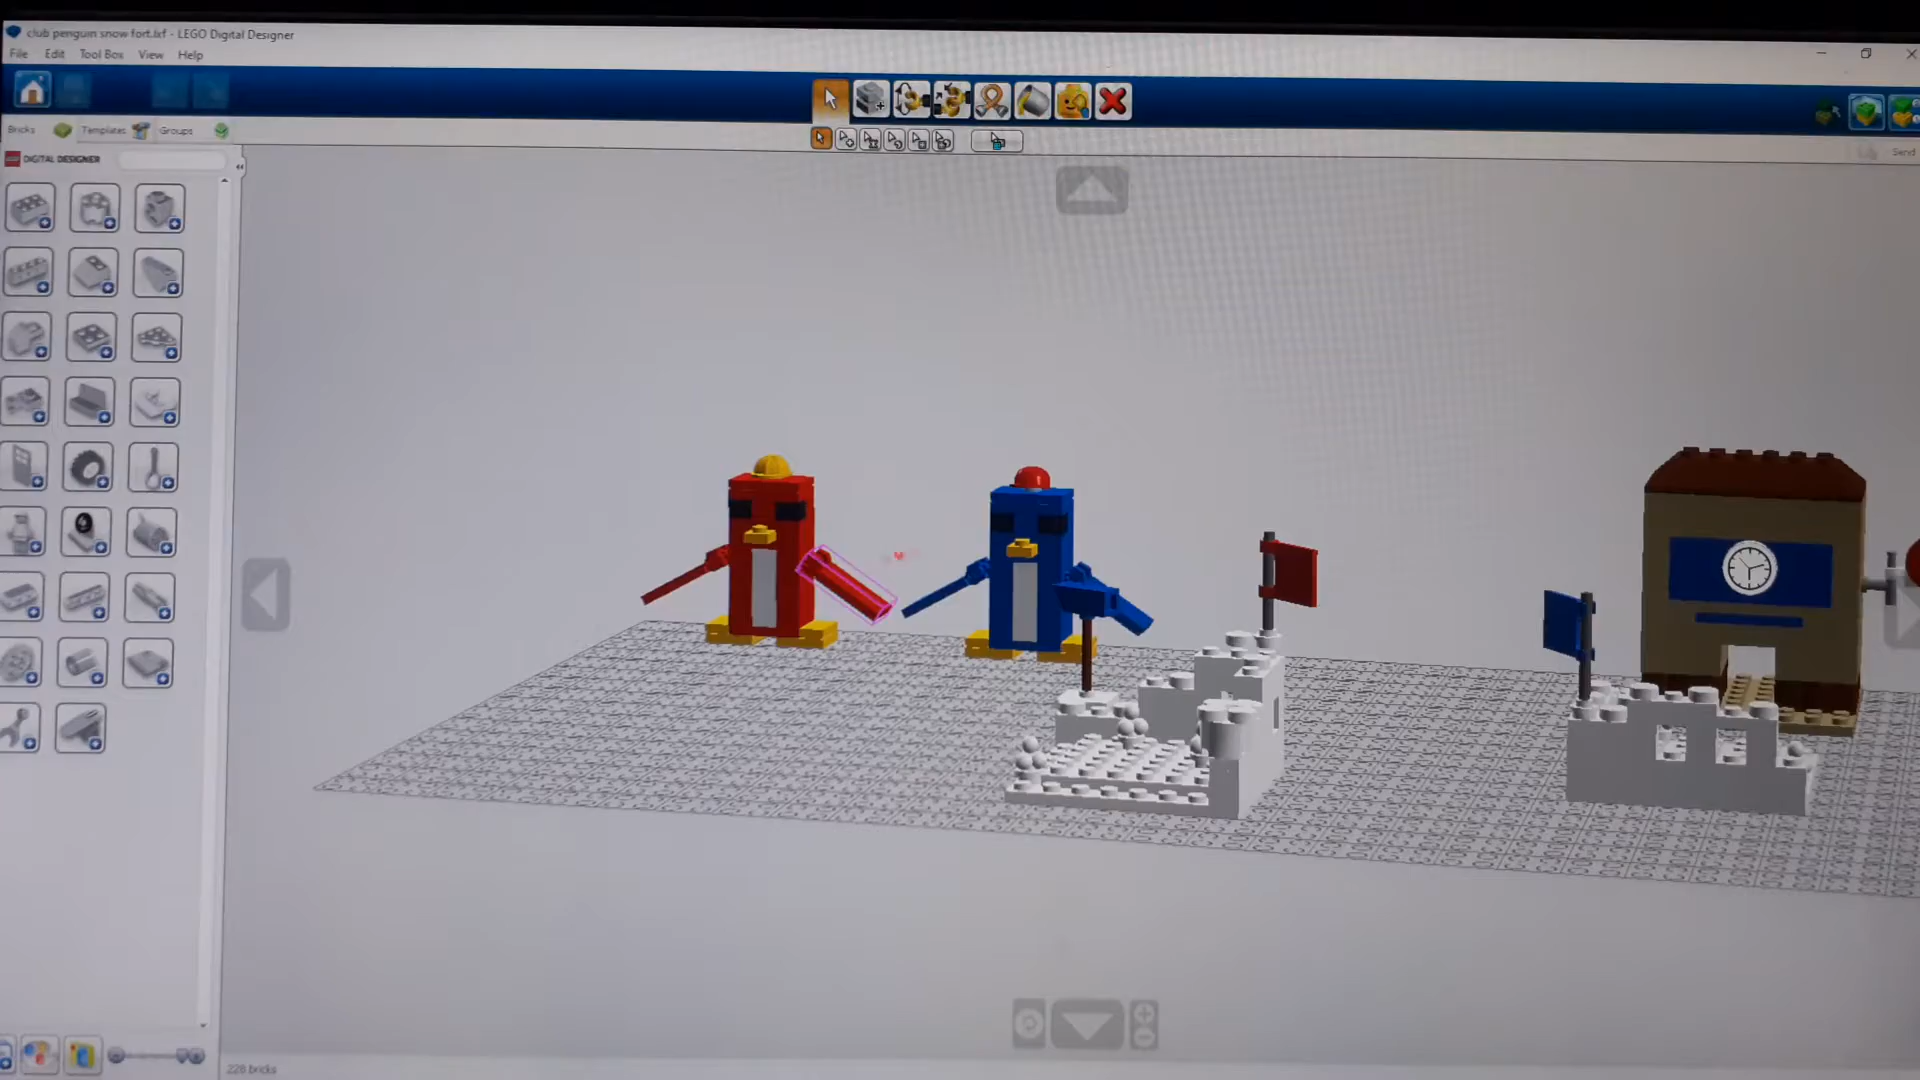 club penguin snow fort.lxf - LEGO Digital Designer
File Edit Tool Box View Help
Bricks Templates Groups
DIGITAL DESIGNER
Send
228 bricks